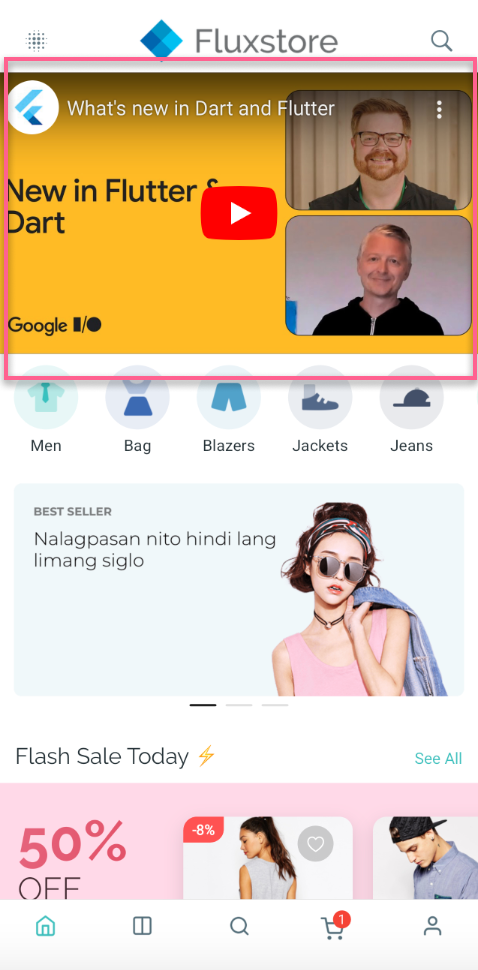 Fluxstore
What's new in Dart and Flutter
New in Flutter &
Dart
Google I/O
Men
Bag
Blazers
Jackets
Jeans
BEST SELLER
Nalagpasan nito hindi lang
limang siglo
Flash Sale Today ⚡
See All
50%
OFF
-8%
1